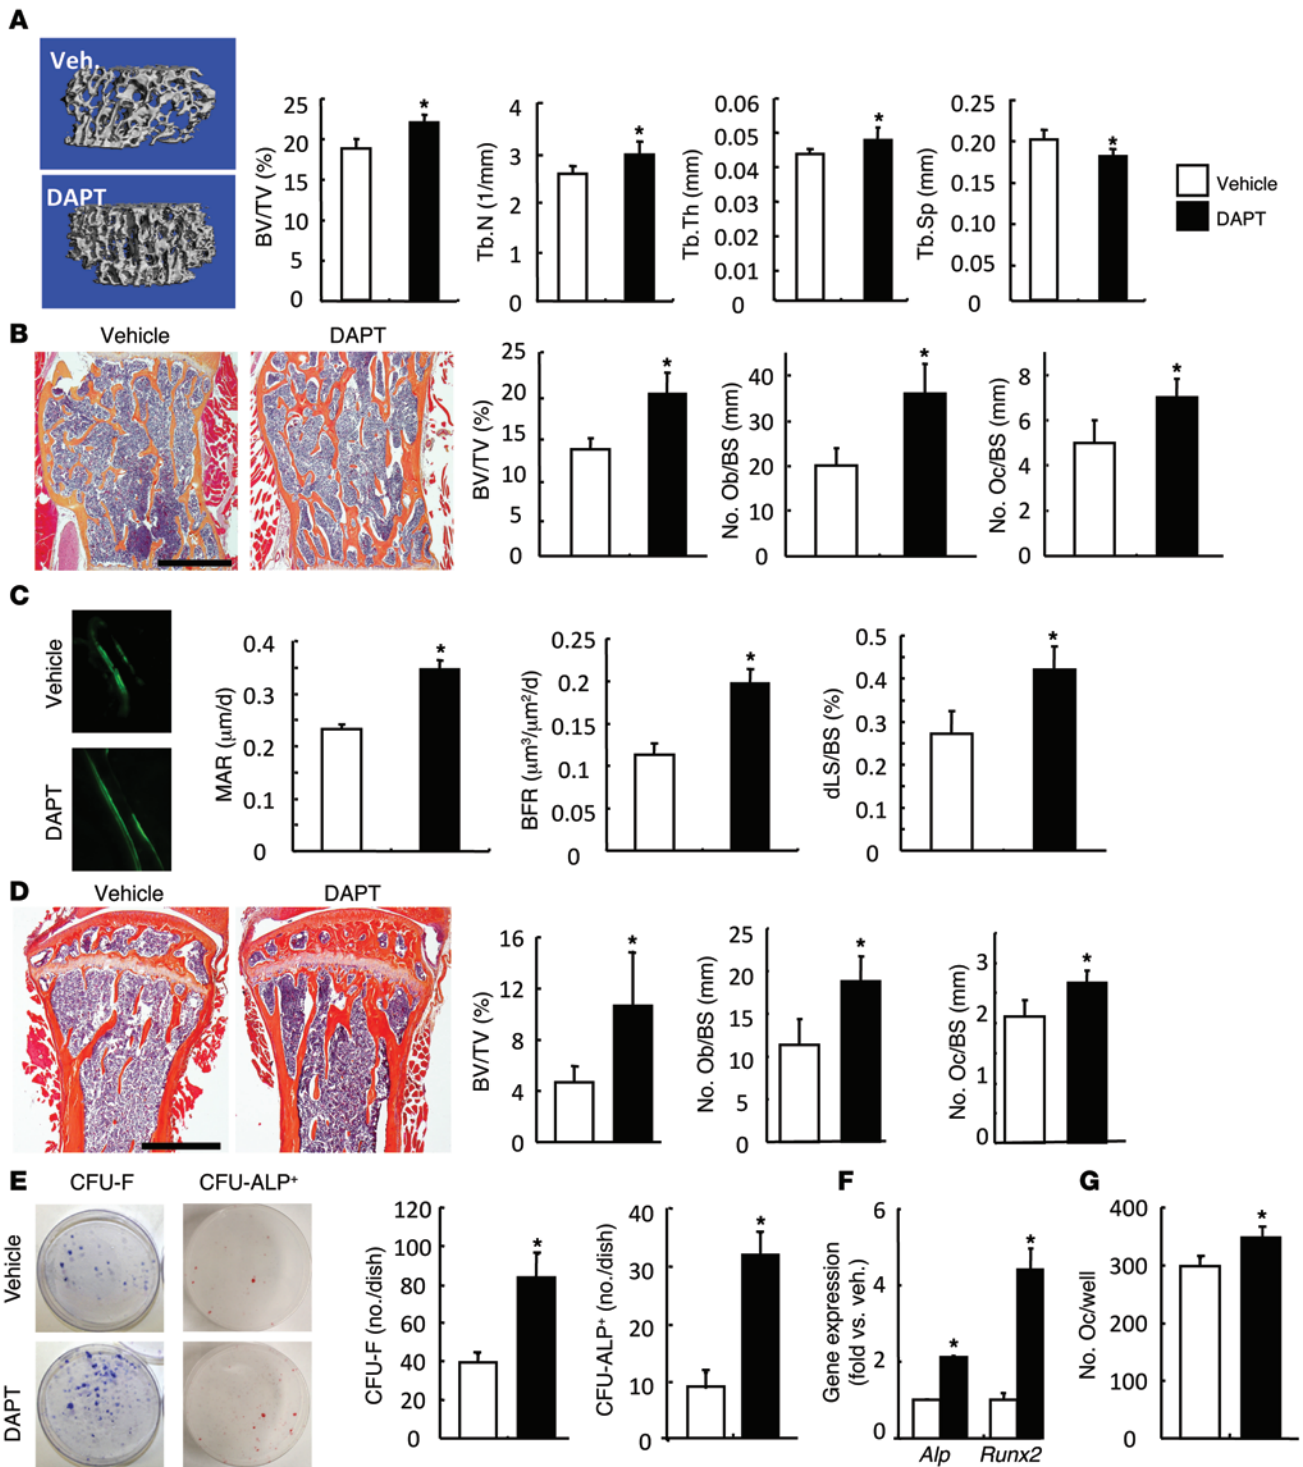 A
Veh.
DAPT
BV/TV (%)
25
20
15
10
5
0
*
Tb.N (1/mm)
4
3
2
1
0
*
Tb.Th (mm)
0.06
0.05
0.04
0.03
0.02
0.01
0
*
Tb.Sp (mm)
0.25
0.20
0.15
0.10
0.05
0
*
Vehicle
DAPT
B
Vehicle
DAPT
BV/TV (%)
25
20
15
10
5
0
*
No. Ob/BS (mm)
40
30
20
10
0
*
No. Oc/BS (mm)
8
6
4
2
0
*
C
Vehicle
DAPT
MAR (μm/d)
0.4
0.3
0.2
0.1
0
*
BFR (μm³/μm²/d)
0.25
0.2
0.15
0.1
0.05
0
*
dLS/BS (%)
0.5
0.4
0.3
0.2
0.1
0
*
D
Vehicle
DAPT
BV/TV (%)
16
12
8
4
0
*
No. Ob/BS (mm)
25
20
15
10
5
0
*
No. Oc/BS (mm)
3
2
1
0
*
E
CFU-F
CFU-ALP⁺
Vehicle
DAPT
CFU-F (no./dish)
120
100
80
60
40
20
0
*
CFU-ALP⁺ (no./dish)
40
30
20
10
0
*
F
Gene expression
(fold vs. veh.)
6
4
2
0
*
*
Alp
Runx2
G
No. Oc/well
400
300
200
100
0
*